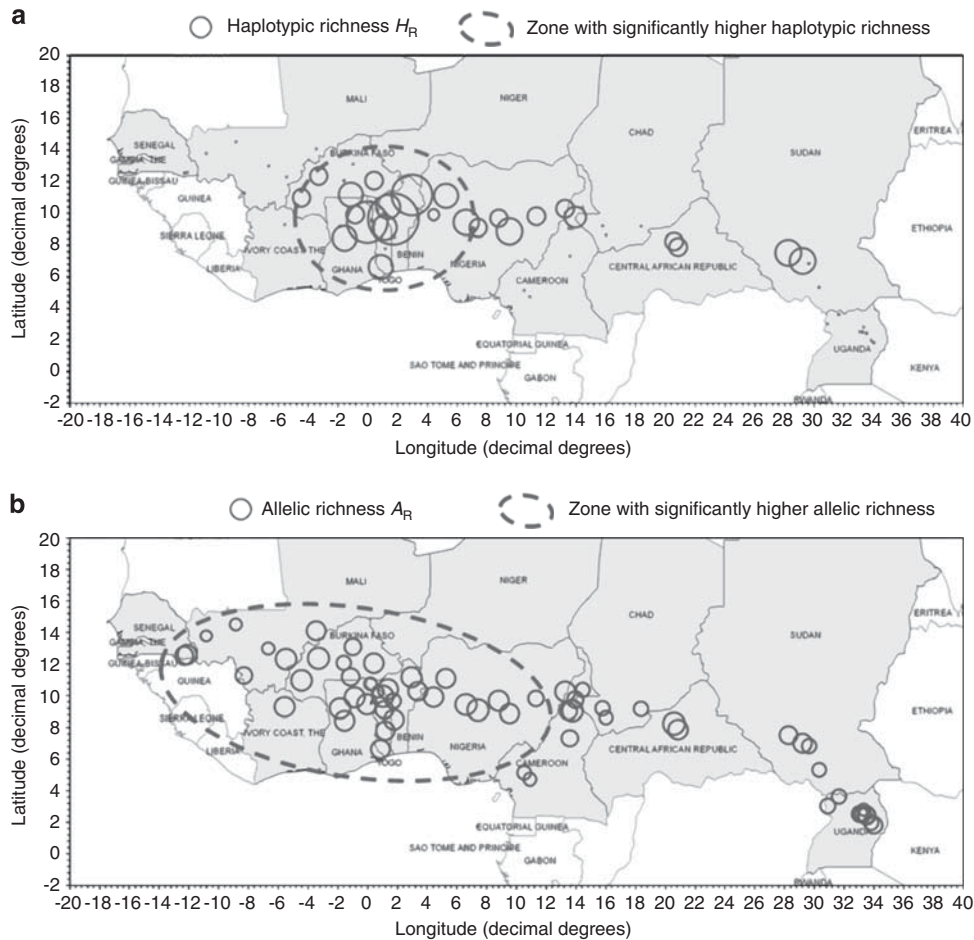 a
Haplotypic richness HR
Zone with significantly higher haplotypic richness
20
18
16
14
12
10
8
6
4
2
0
-2
Latitude (decimal degrees)
MALI
NIGER
CHAD
SUDAN
ERITREA
SENEGAL
GAMBIA, THE
GUINEA-BISSAU
GUINEA
SIERRA LEONE
LIBERIA
IVORY COAST, THE
BURKINA FASO
GHANA
TOGO
BENIN
NIGERIA
CAMEROON
CENTRAL AFRICAN REPUBLIC
ETHIOPIA
EQUATORIAL GUINEA
SAO TOME AND PRINCIPE
GABON
UGANDA
KENYA
RWANDA
-20 -18 -16 -14 -12 -10 -8 -6 -4 -2 0 2 4 6 8 10 12 14 16 18 20 22 24 26 28 30 32 34 36 38 40
Longitude (decimal degrees)
b
Allelic richness AR
Zone with significantly higher allelic richness
20
18
16
14
12
10
8
6
4
2
0
-2
Latitude (decimal degrees)
MALI
NIGER
CHAD
SUDAN
ERITREA
SENEGAL
GAMBIA, THE
GUINEA-BISSAU
GUINEA
SIERRA LEONE
LIBERIA
IVORY COAST, THE
BURKINA FASO
GHANA
TOGO
BENIN
NIGERIA
CAMEROON
CENTRAL AFRICAN REPUBLIC
ETHIOPIA
EQUATORIAL GUINEA
SAO TOME AND PRINCIPE
GABON
UGANDA
KENYA
RWANDA
-20 -18 -16 -14 -12 -10 -8 -6 -4 -2 0 2 4 6 8 10 12 14 16 18 20 22 24 26 28 30 32 34 36 38 40
Longitude (decimal degrees)